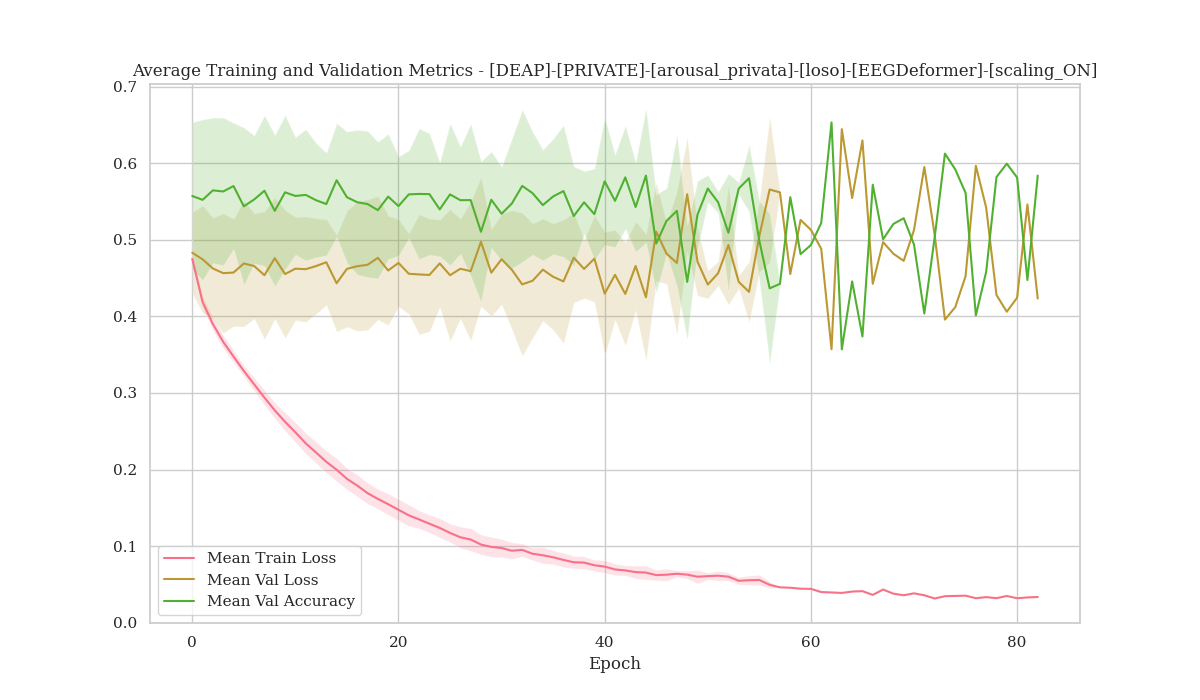 Average Training and Validation Metrics - [DEAP]-[PRIVATE]-[arousal_privata]-[loso]-[EEGDeformer]-[scaling_ON]
0.7
0.6
0.5
0.4
0.3
0.2
0.1
0.0
Mean Train Loss
Mean Val Loss
Mean Val Accuracy
0 20 40 60 80
Epoch